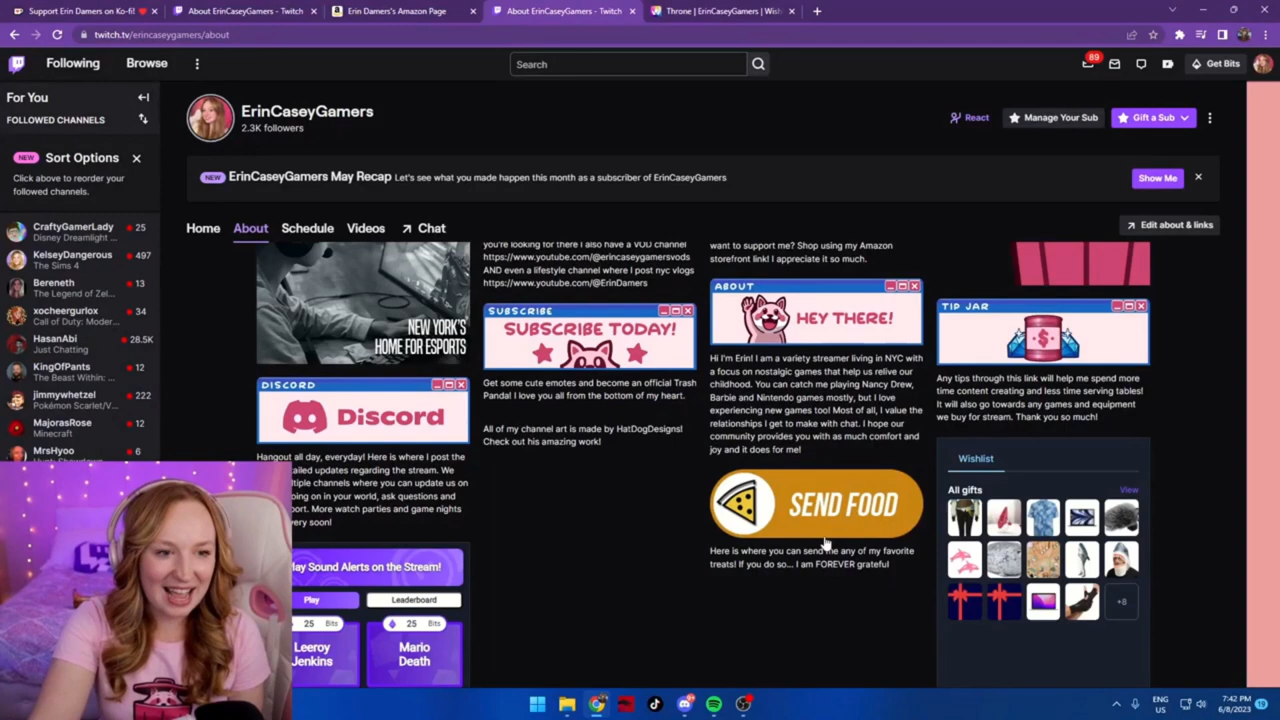 Support Erin Damers on Ko-fi!
About ErinCaseyGamers - Twitch
Erin Damers's Amazon Page
About ErinCaseyGamers - Twitch
Throne | ErinCaseyGamers | Wish
twitch.tv/erincaseygamers/about
Following
Browse
Search
89
Get Bits
For You
FOLLOWED CHANNELS
NEW
Sort Options
Click above to reorder your
followed channels.
CraftyGamerLady
25
Disney Dreamlight ...
KelseyDangerous
497
The Sims 4
Bereneth
13
The Legend of Zel...
xocheergurlox
34
Call of Duty: Moder...
HasanAbi
28.5K
Just Chatting
KingOfPants
12
The Beast Within: ...
jimmywhetzel
222
Pokémon Scarlet/V...
MajorasRose
12
Minecraft
MrsHyoo
6
ErinCaseyGamers
2.3K followers
React
Manage Your Sub
Gift a Sub
NEW
ErinCaseyGamers May Recap
Let's see what you made happen this month as a subscriber of ErinCaseyGamers
Show Me
Home
About
Schedule
Videos
Chat
Edit about & links
NEW YORK'S
HOME FOR ESPORTS
DISCORD
Discord
Hangout all day, everyday! Here is where I post the
tailed updates regarding the stream. We
ltiple channels where you can update us on
oing on in your world, ask questions and
port. More watch parties and game nights
very soon!
lay Sound Alerts on the Stream!
Play
Leaderboard
25
Bits
25
Bits
Leeroy
Jenkins
Mario
Death
you're looking for there I also have a VOD channel
https://www.youtube.com/@erincaseygamersvods
AND even a lifestyle channel where I post nyc vlogs
https://www.youtube.com/@ErinDamers
SUBSCRIBE
SUBSCRIBE TODAY!
Get some cute emotes and become an official Trash
Panda! I love you all from the bottom of my heart.
All of my channel art is made by HatDogDesigns!
Check out his amazing work!
want to support me? Shop using my Amazon
storefront link! I appreciate it so much.
ABOUT
HEY THERE!
Hi I'm Erin! I am a variety streamer living in NYC with
a focus on nostalgic games that help us relive our
childhood. You can catch me playing Nancy Drew,
Barbie and Nintendo games mostly, but I love
experiencing new games too! Most of all, I value the
relationships I get to make with chat. I hope our
community provides you with as much comfort and
joy and it does for me!
SEND FOOD
Here is where you can send me any of my favorite
treats! If you do so... I am FOREVER grateful
TIP JAR
Any tips through this link will help me spend more
time content creating and less time serving tables!
It will also go towards any games and equipment
we buy for stream. Thank you so much!
Wishlist
All gifts
View
+8
ENG
US
7:42 PM
6/8/2023